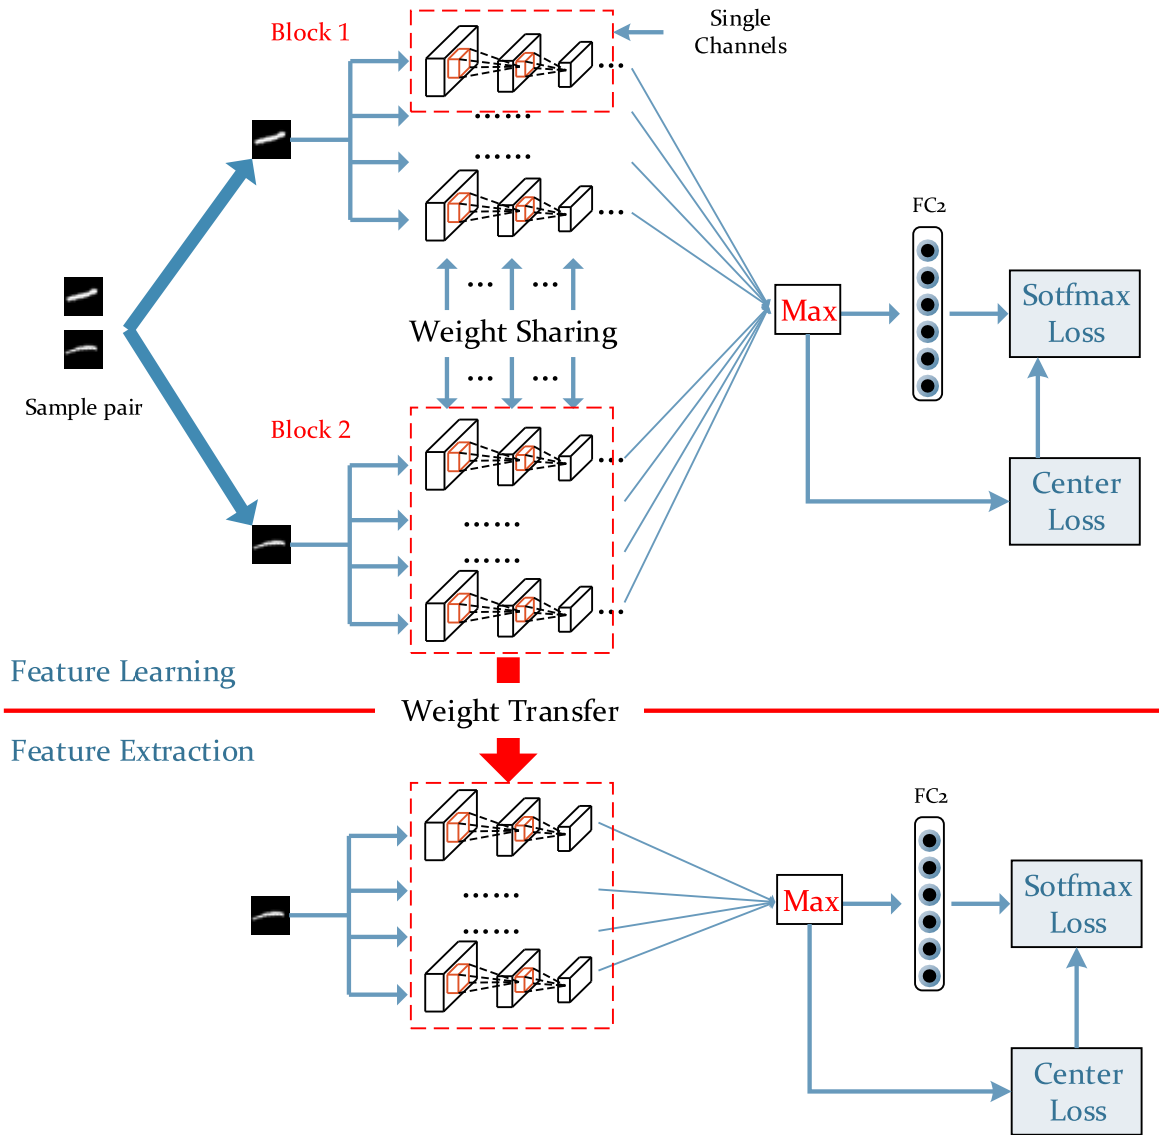 Block 1
Single
Channels
...
......
......
...
FC2
... ...
Weight Sharing
... ...
Max
Sotfmax
Loss
Sample pair
Block 2
...
......
......
...
Center
Loss
Feature Learning
Weight Transfer
Feature Extraction
FC2
......
......
Max
Sotfmax
Loss
Center
Loss